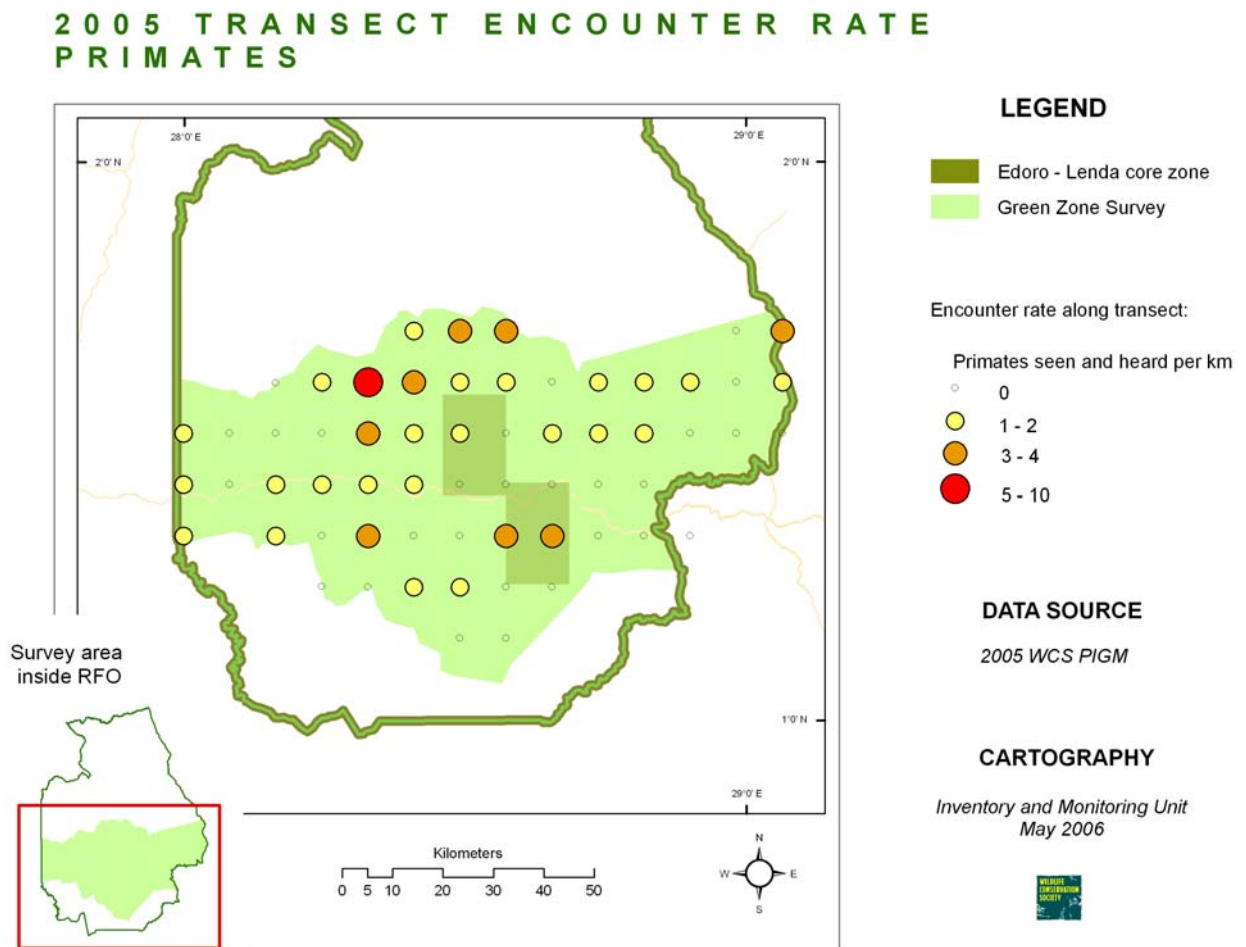 2005 TRANSECT ENCOUNTER RATE
PRIMATES
28°0'E
29°0'E
2°0'N
2°0'N
1°0'N
29°0'E
Survey area
inside RFO
Kilometers
0 5 10 20 30 40 50
N
W E
S
LEGEND
Edoro - Lenda core zone
Green Zone Survey
Encounter rate along transect:
Primates seen and heard per km
0
1 - 2
3 - 4
5 - 10
DATA SOURCE
2005 WCS PIGM
CARTOGRAPHY
Inventory and Monitoring Unit
May 2006
WILDLIFE
CONSERVATION
SOCIETY